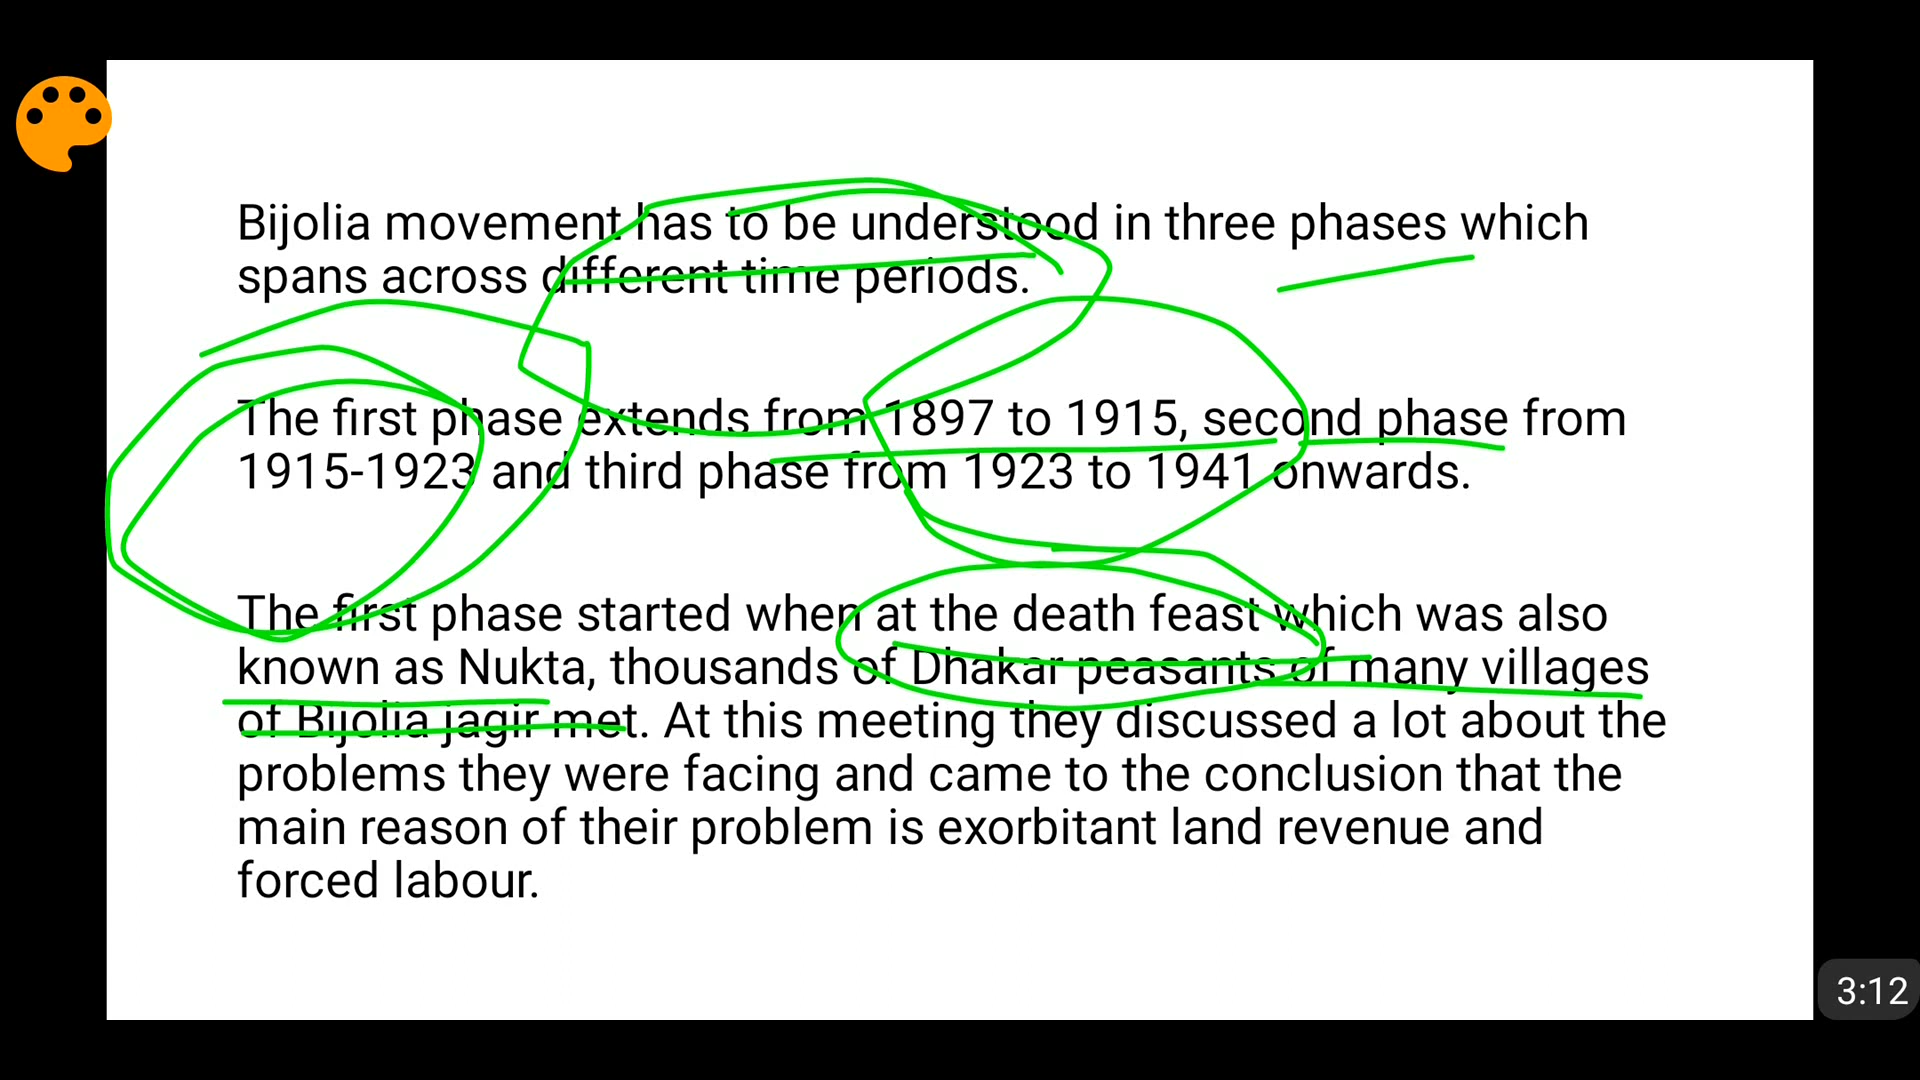 Bijolia movement has to be understood in three phases which
spans across different time periods.
The first phase extends from 1897 to 1915, second phase from
1915-1923 and third phase from 1923 to 1941 onwards.
The first phase started when at the death feast which was also
known as Nukta, thousands of Dhakar peasants of many villages
of Bijolia jagir met. At this meeting they discussed a lot about the
problems they were facing and came to the conclusion that the
main reason of their problem is exorbitant land revenue and
forced labour.
3:12